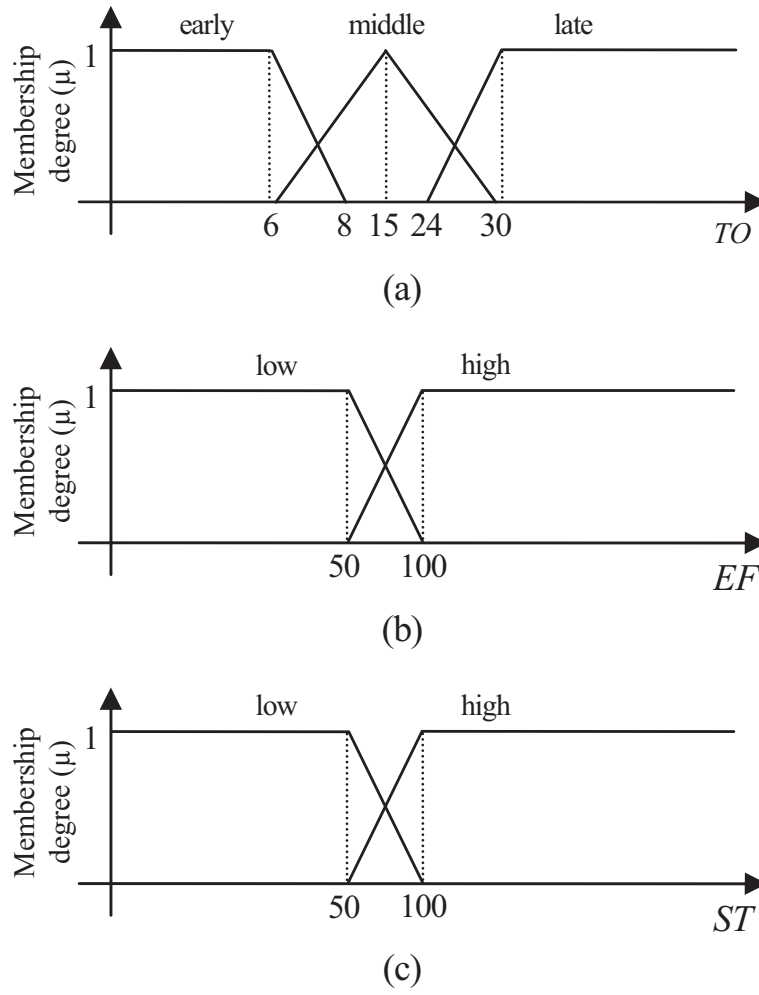 early middle late
1
Membership
degree (μ)
6 8 15 24 30
TO
(a)
low high
1
Membership
degree (μ)
50 100
EF
(b)
low high
1
Membership
degree (μ)
50 100
ST
(c)